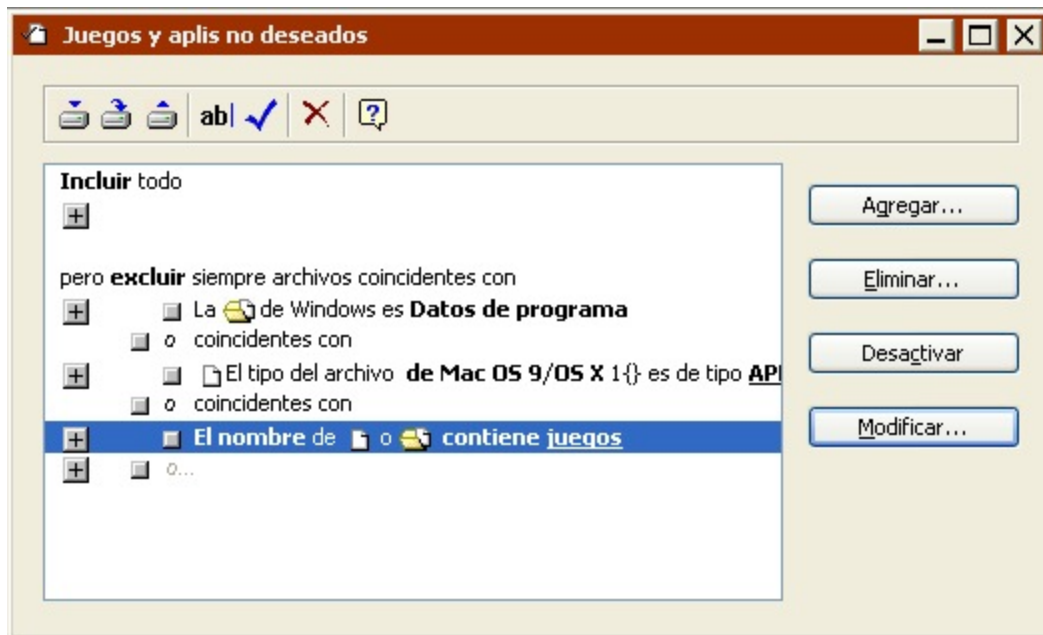 Juegos y aplis no deseados
ab
Incluir todo
Agregar...
pero excluir siempre archivos coincidentes con
Eliminar...
La de Windows es Datos de programa
o coincidentes con
Desactivar
El tipo del archivo de Mac OS 9/OS X 1{} es de tipo API
o coincidentes con
Modificar...
El nombre de o contiene juegos
o...